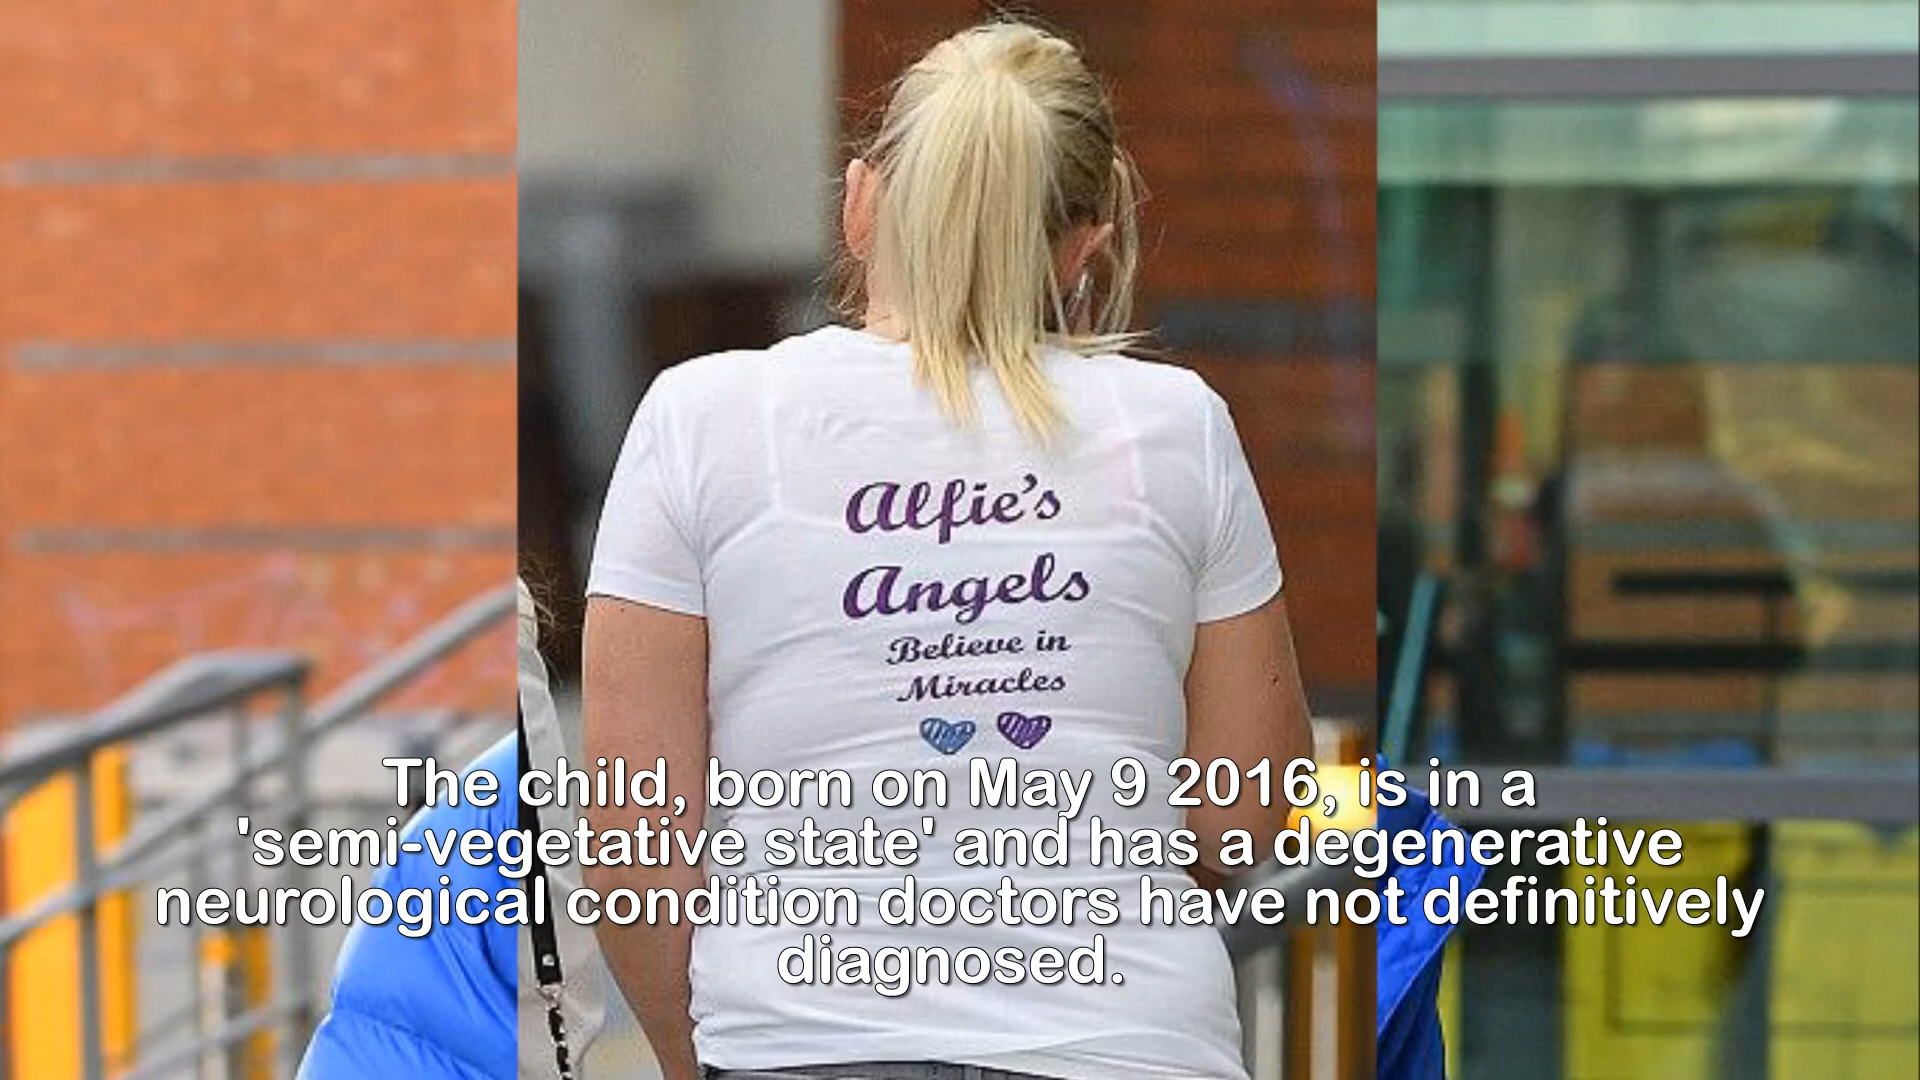 Alfie's
Angels
Believe in
Miracles
The child, born on May 9 2016, is in a
'semi-vegetative state' and has a degenerative
neurological condition doctors have not definitively
diagnosed.